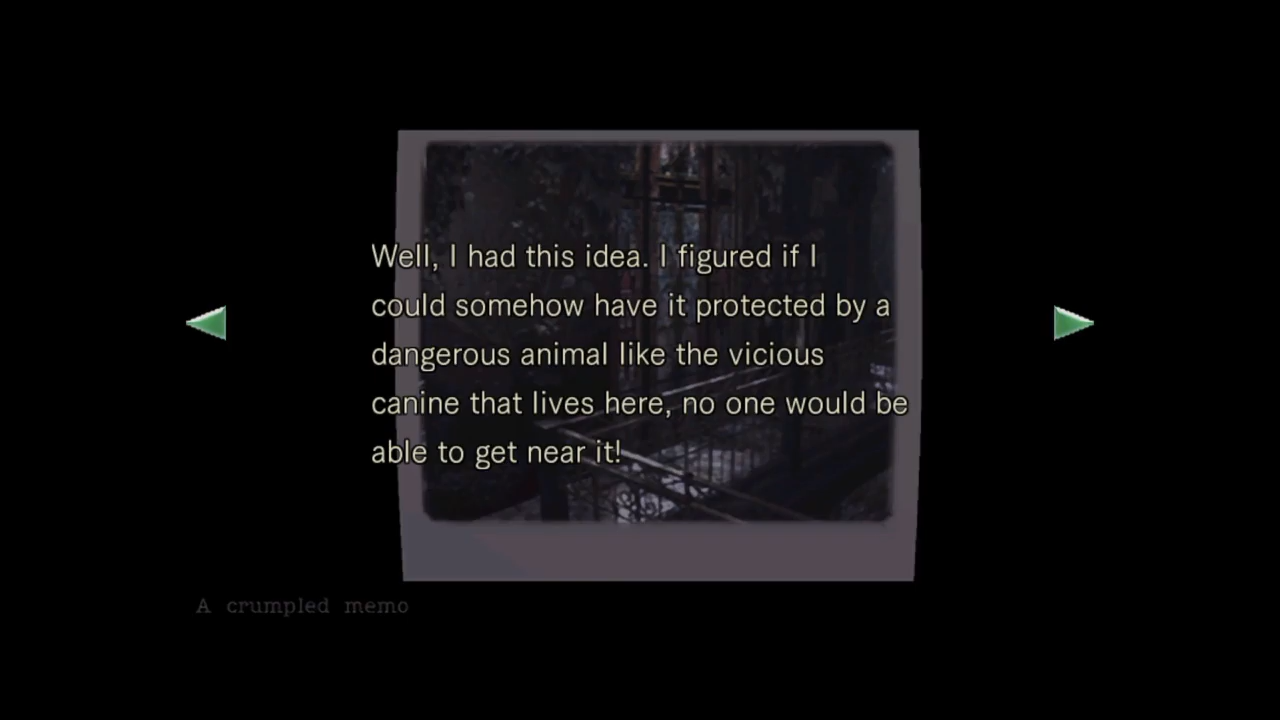 Well, I had this idea. I figured if I
could somehow have it protected by a
dangerous animal like the vicious
canine that lives here, no one would be
able to get near it!
A crumpled memo